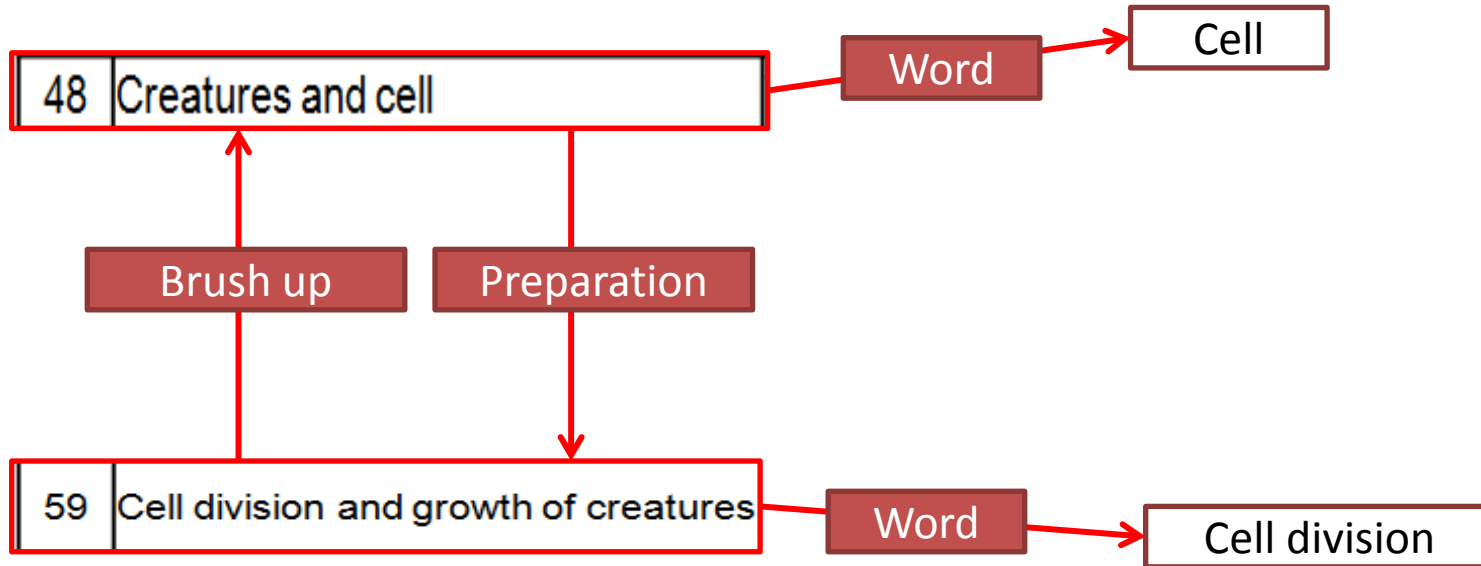 Cell
Word
48 Creatures and cell
Brush up
Preparation
59 Cell division and growth of creatures
Word
Cell division